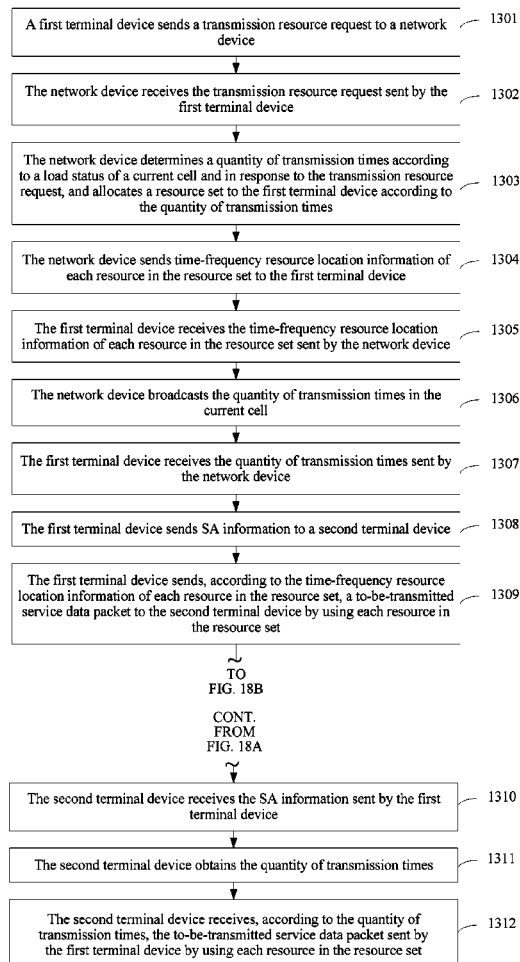 A first terminal device sends a transmission resource request to a network
device
1301
The network device receives the transmission resource request sent by the
first terminal device
1302
The network device determines a quantity of transmission times according
to a load status of a current cell and in response to the transmission resource
request, and allocates a resource set to the first terminal device according to
the quantity of transmission times
1303
The network device sends time-frequency resource location information of
each resource in the resource set to the first terminal device
1304
The first terminal device receives the time-frequency resource location
information of each resource in the resource set sent by the network device
1305
The network device broadcasts the quantity of transmission times in the
current cell
1306
The first terminal device receives the quantity of transmission times sent by
the network device
1307
The first terminal device sends SA information to a second terminal device
1308
The first terminal device sends, according to the time-frequency resource
location information of each resource in the resource set, a to-be-transmitted
service data packet to the second terminal device by using each resource in
the resource set
1309
TO
FIG. 18B
CONT.
FROM
FIG. 18A
The second terminal device receives the SA information sent by the first
terminal device
1310
The second terminal device obtains the quantity of transmission times
1311
The second terminal device receives, according to the quantity of
transmission times, the to-be-transmitted service data packet sent by
the first terminal device by using each resource in the resource set
1312